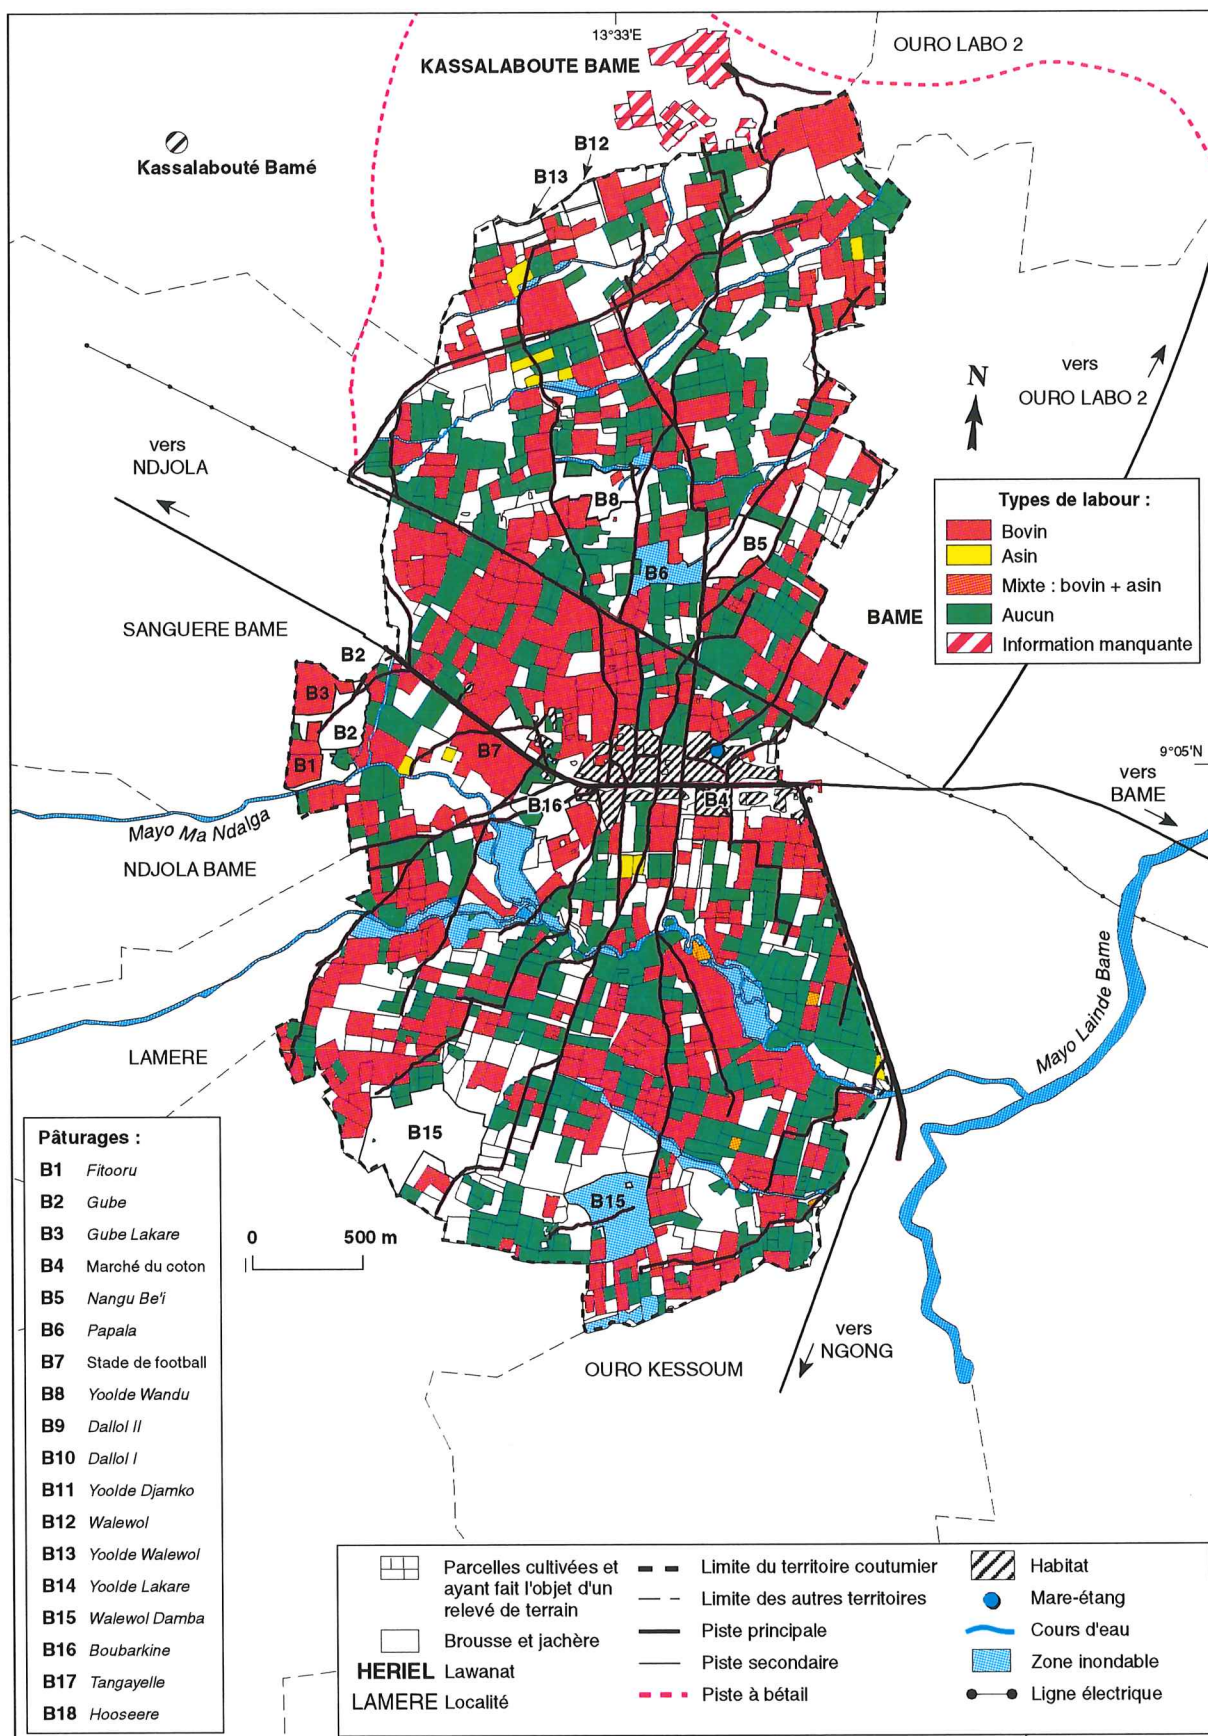 13°33'E
OURO LABO 2
KASSALABOUTE BAME
B12
Kassalabouté Bamé
B13
N
vers
OURO LABO 2
vers
NDJOLA
B8
B5
B6
Types de labour :
Bovin
Asin
Mixte : bovin + asin
Aucun
Information manquante
BAME
SANGUERE BAME
B2
B3
B2
B7
B1
9°05'N
vers
BAME
B16
B4
Mayo Ma Ndalga
NDJOLA BAME
Mayo Lainde Bame
LAMERE
B15
B15
Pâturages :
B1 Fitooru
B2 Gube
B3 Gube Lakare
B4 Marché du coton
B5 Nangu Be'i
B6 Papala
B7 Stade de football
B8 Yoolde Wandu
B9 Dallol II
B10 Dallol I
B11 Yoolde Djamko
B12 Walewol
B13 Yoolde Walewol
B14 Yoolde Lakare
B15 Walewol Damba
B16 Boubarkine
B17 Tangayelle
B18 Hooseere
0 500 m
vers
NGONG
OURO KESSOUM
Parcelles cultivées et
ayant fait l'objet d'un
relevé de terrain
Brousse et jachère
HERIEL Lawanat
LAMERE Localité
Limite du territoire coutumier
Limite des autres territoires
Piste principale
Piste secondaire
Piste à bétail
Habitat
Mare-étang
Cours d'eau
Zone inondable
Ligne électrique